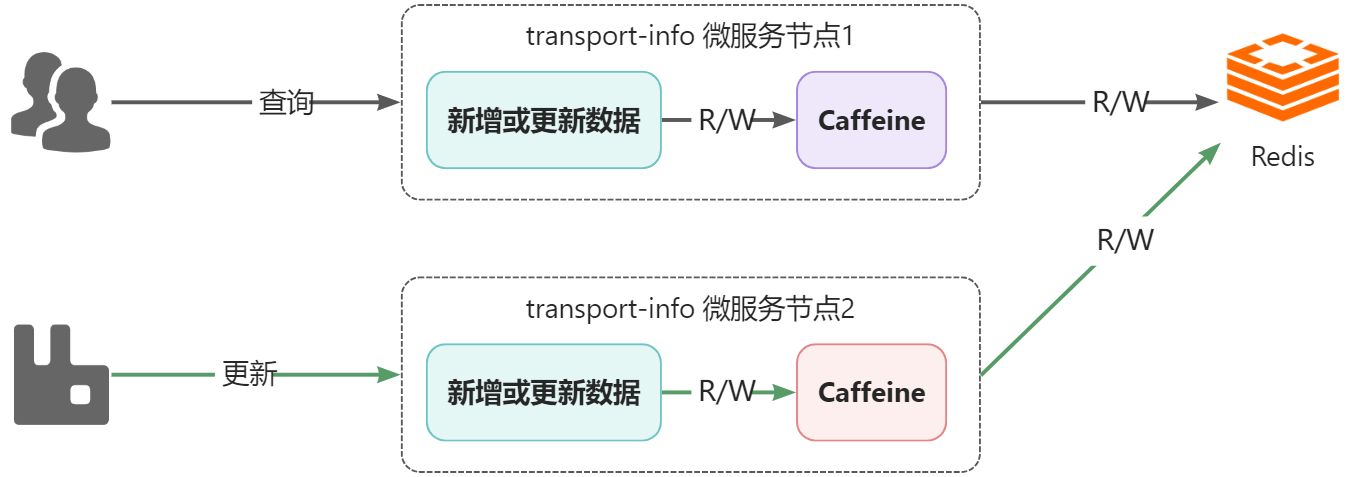 transport-info 微服务节点1
查询
新增或更新数据
R/W
Caffeine
R/W
Redis
R/W
transport-info 微服务节点2
更新
新增或更新数据
R/W
Caffeine